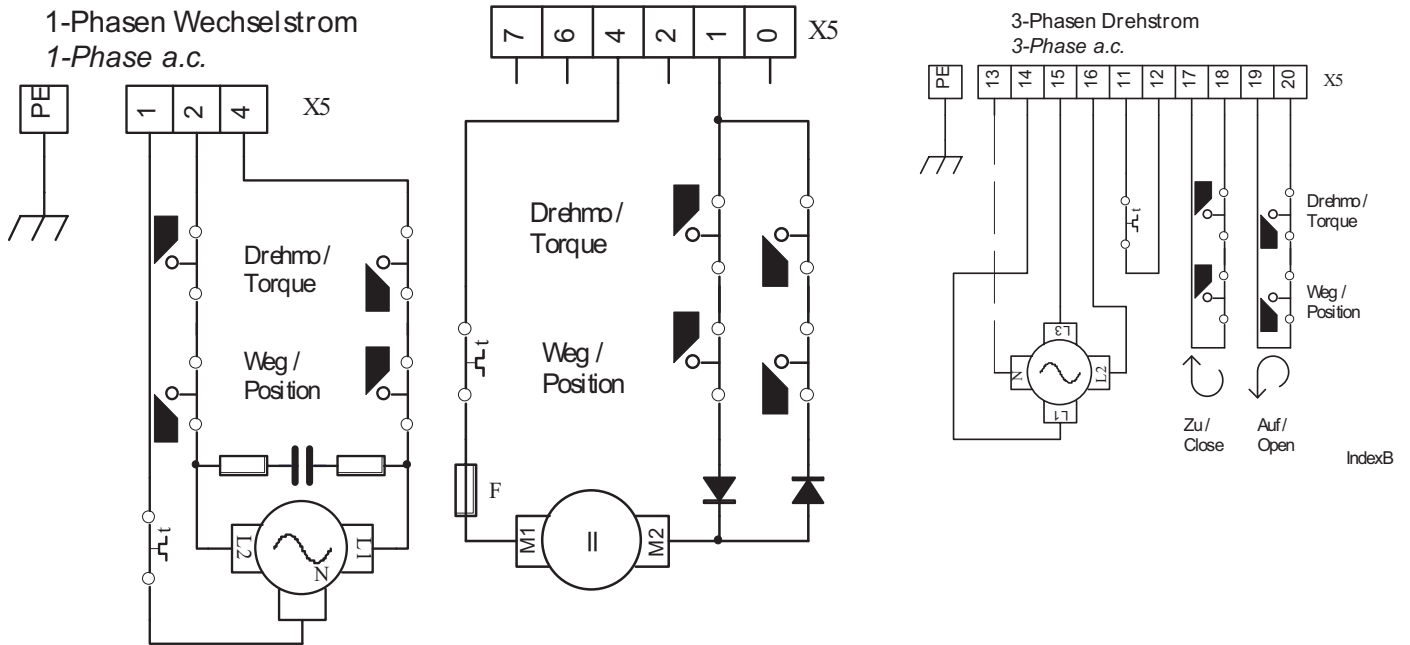 1-Phasen Wechselstrom
1-Phase a.c.
PE
1 2 4 X5
Drehmo/
Torque
Weg /
Position
t
L2 N L1
7 6 4 2 1 0 X5
Drehmo/
Torque
Weg /
Position
t
F
M1 II M2
3-Phasen Drehstrom
3-Phase a.c.
PE
13 14 15 16 11 12 17 18 19 20 X5
t
Drehmo/
Torque
Weg /
Position
L3
N L2
L1
Zu /
Close
Auf /
Open
IndexB